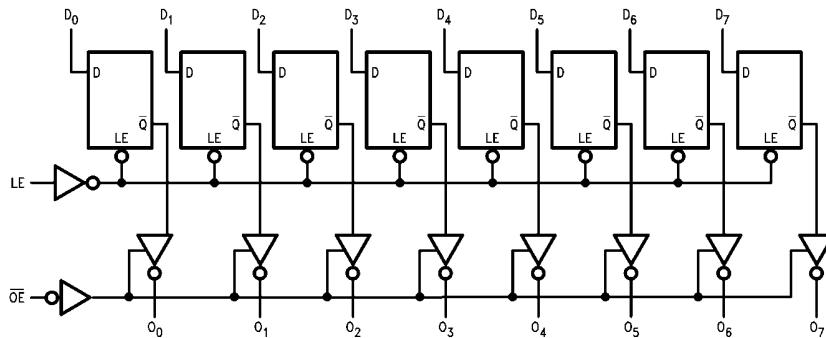 D₀ D₁ D₂ D₃ D₄ D₅ D₆ D₇
D D D D D D D D
Q̅ Q̅ Q̅ Q̅ Q̅ Q̅ Q̅ Q̅
LE LE LE LE LE LE LE LE
LE
O̅E̅
O₀ O₁ O₂ O₃ O₄ O₅ O₆ O₇